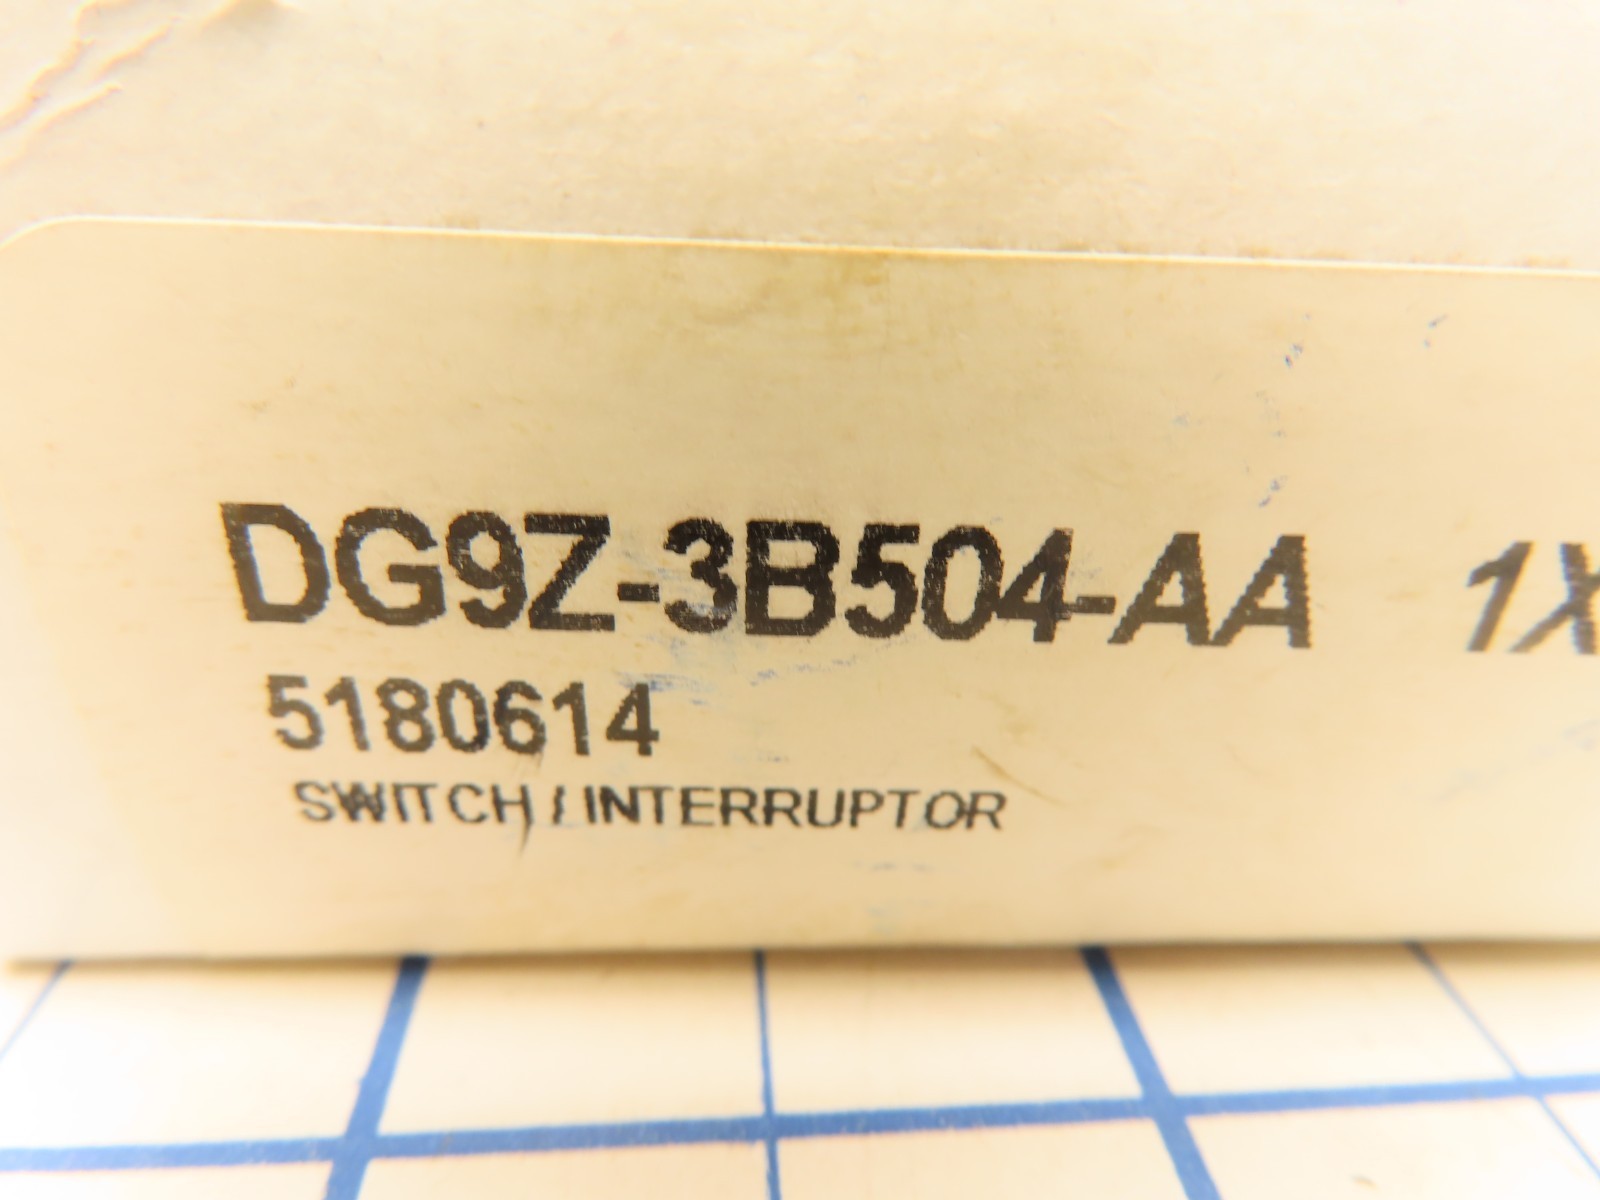 DG9Z-3B504-AA 1X
5180614
SWITCH / INTERRUPTOR